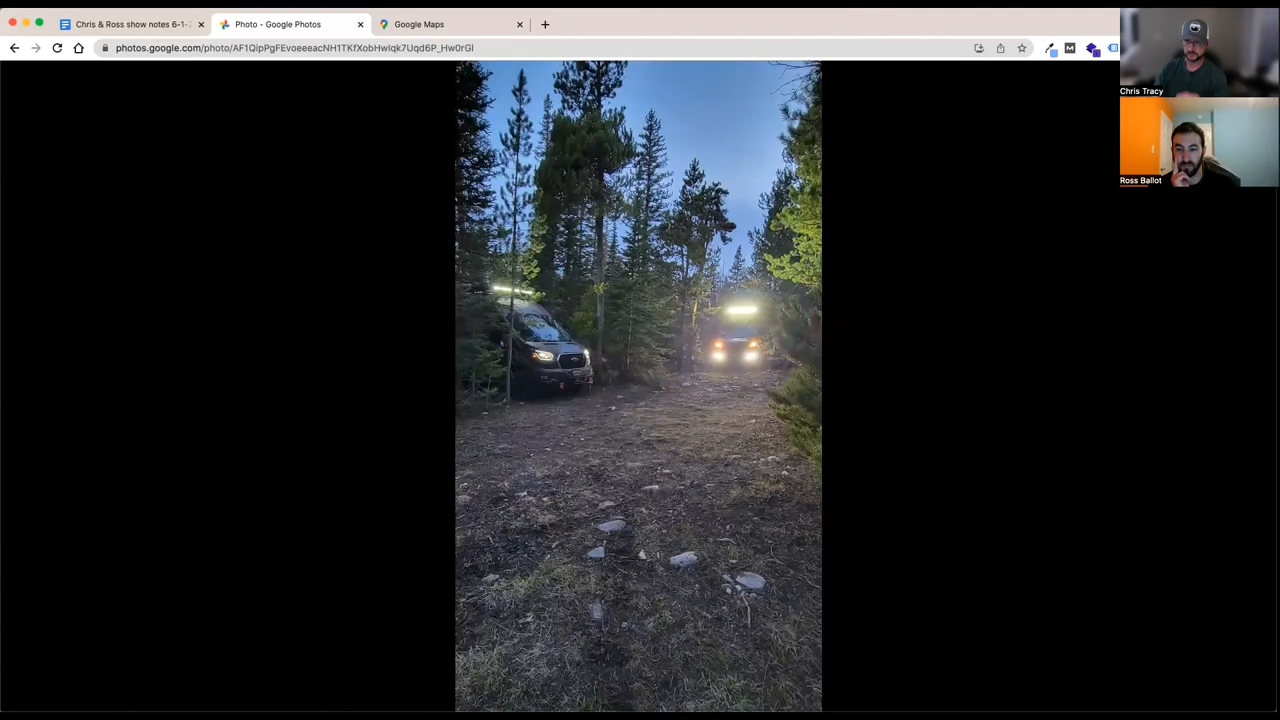 Chris & Ross show notes 6-1-
Photo - Google Photos
Google Maps
photos.google.com/photo/AF1QipPgFEvoeeeacNH1TKfXobHwIqk7Uqd6P_Hw0rGI
Chris Tracy
Ross Ballot